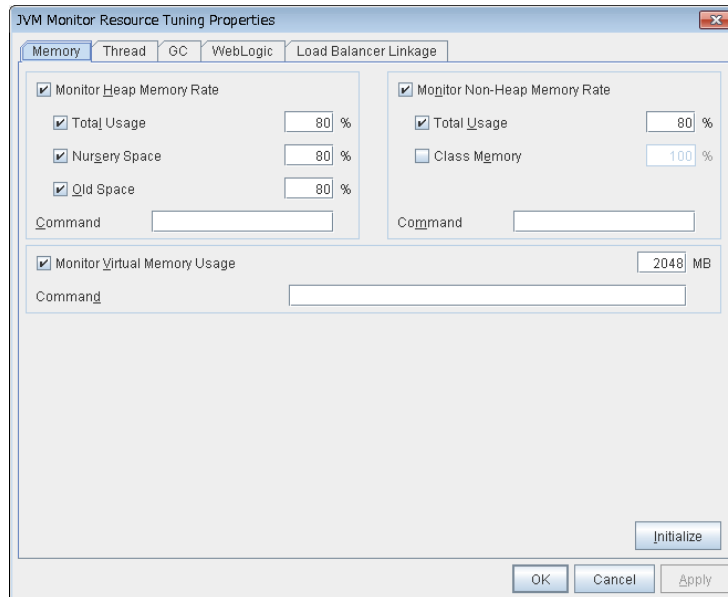 JVM Monitor Resource Tuning Properties
Memory Thread GC WebLogic Load Balancer Linkage
Monitor Heap Memory Rate
Total Usage 80 %
Nursery Space 80 %
Old Space 80 %
Command
Monitor Non-Heap Memory Rate
Total Usage 80 %
Class Memory 100 %
Command
Monitor Virtual Memory Usage 2048 MB
Command
Initialize
OK Cancel Apply